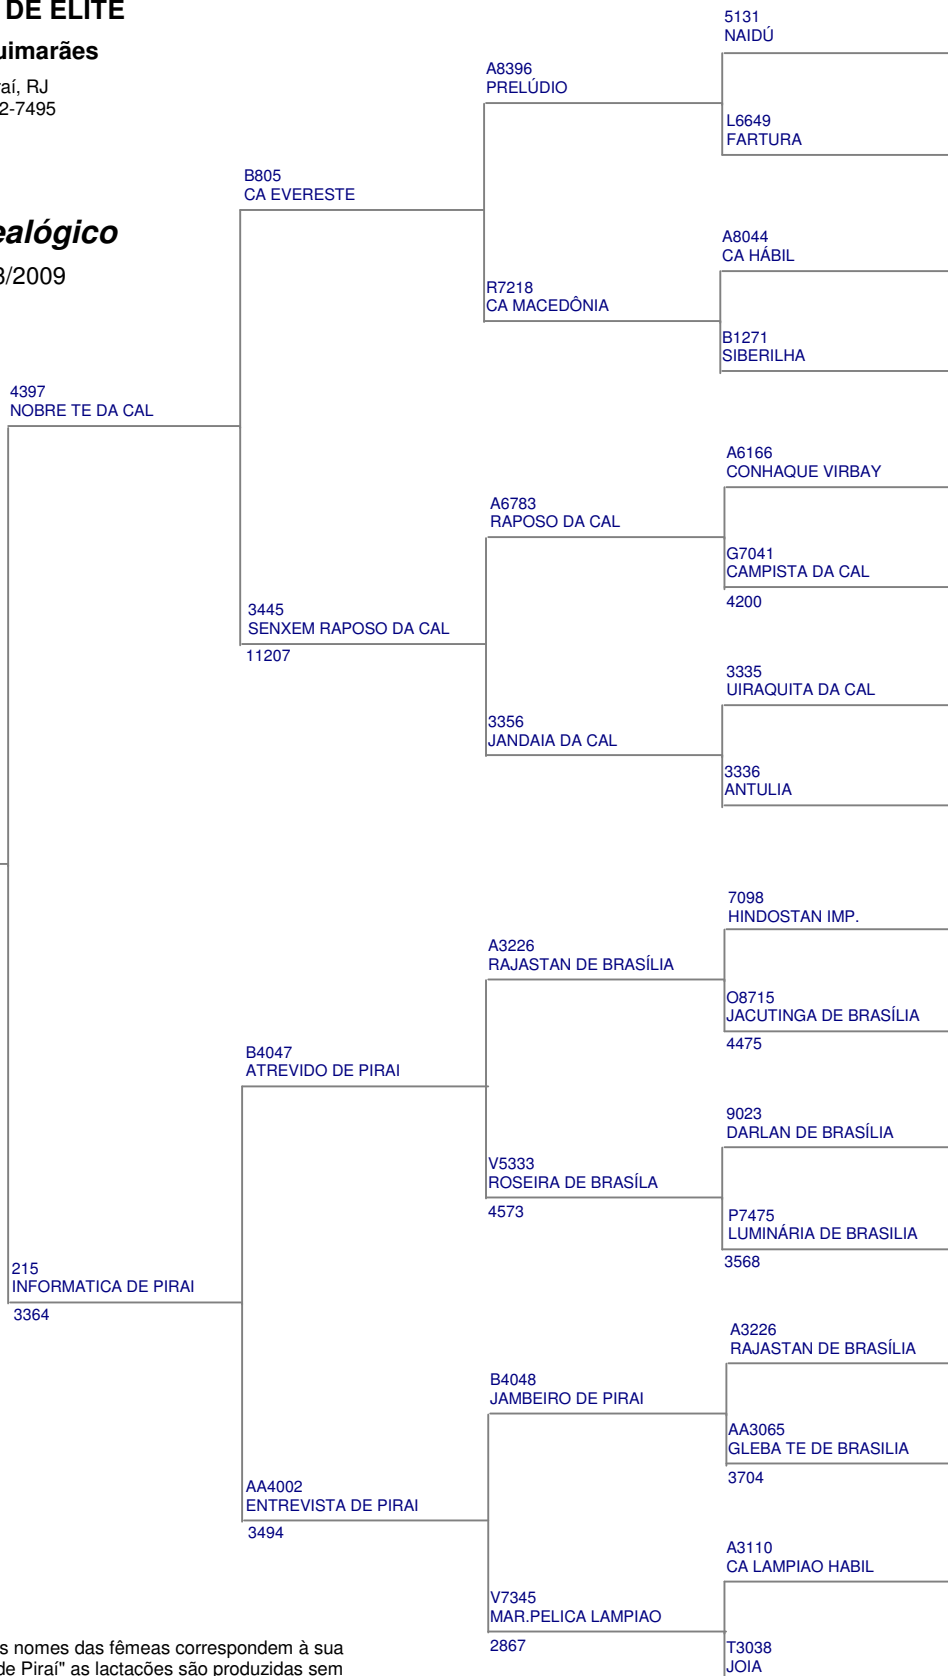 DE ELITE
uimarães
raí, RJ
2-7495
ealógico
3/2009
5131
NAIDÚ
A8396
PRELÚDIO
L6649
FARTURA
B805
CA EVERESTE
A8044
CA HÁBIL
R7218
CA MACEDÔNIA
B1271
SIBERILHA
4397
NOBRE TE DA CAL
A6166
CONHAQUE VIRBAY
A6783
RAPOSO DA CAL
G7041
CAMPISTA DA CAL
4200
3445
SENXEM RAPOSO DA CAL
11207
3335
UIRAQUITA DA CAL
3356
JANDAIA DA CAL
3336
ANTULIA
7098
HINDOSTAN IMP.
A3226
RAJASTAN DE BRASÍLIA
O8715
JACUTINGA DE BRASÍLIA
4475
B4047
ATREVIDO DE PIRAI
9023
DARLAN DE BRASÍLIA
V5333
ROSEIRA DE BRASÍLA
4573
P7475
LUMINÁRIA DE BRASILIA
3568
215
INFORMATICA DE PIRAI
3364
A3226
RAJASTAN DE BRASÍLIA
B4048
JAMBEIRO DE PIRAI
AA3065
GLEBA TE DE BRASILIA
3704
AA4002
ENTREVISTA DE PIRAI
3494
A3110
CA LAMPIAO HABIL
V7345
MAR.PELICA LAMPIAO
2867
T3038
JOIA
s nomes das fêmeas correspondem à sua
de Piraí" as lactações são produzidas sem